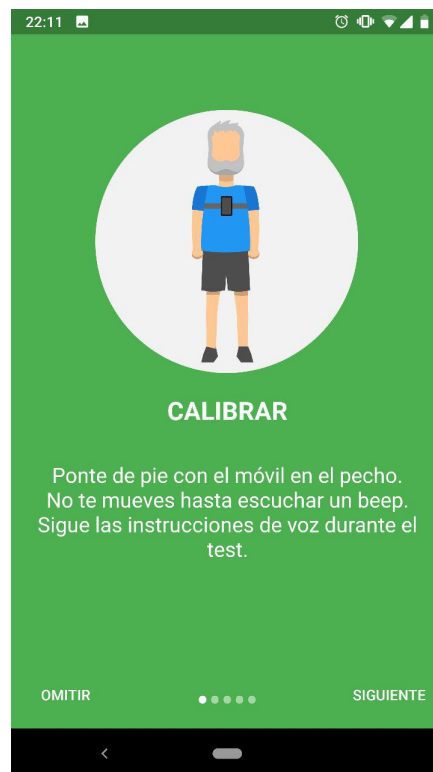 22:11
CALIBRAR
Ponte de pie con el móvil en el pecho.
No te mueves hasta escuchar un beep.
Sigue las instrucciones de voz durante el
test.
OMITIR
SIGUIENTE